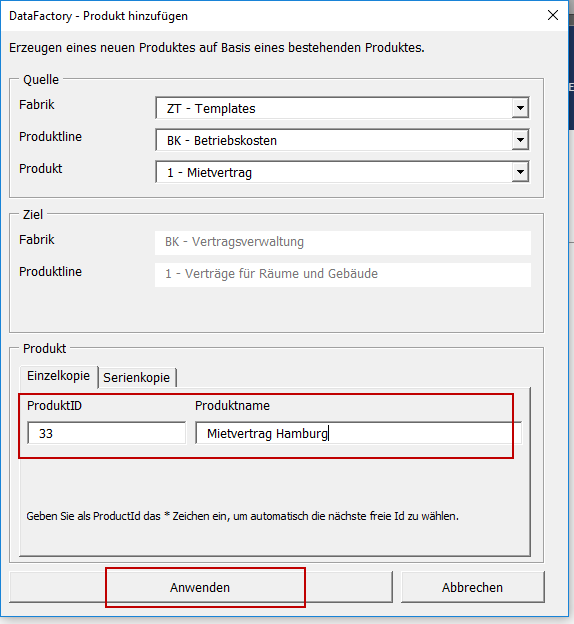 DataFactory - Produkt hinzufügen
Erzeugen eines neuen Produktes auf Basis eines bestehenden Produktes.
Quelle
Fabrik ZT - Templates
Produktline BK - Betriebskosten
Produkt 1 - Mietvertrag
Ziel
Fabrik BK - Vertragsverwaltung
Produktline 1 - Verträge für Räume und Gebäude
Produkt
Einzelkopie Serienkopie
ProduktID Produktname
33 Mietvertrag Hamburg
Geben Sie als ProductId das * Zeichen ein, um automatisch die nächste freie Id zu wählen.
Anwenden Abbrechen